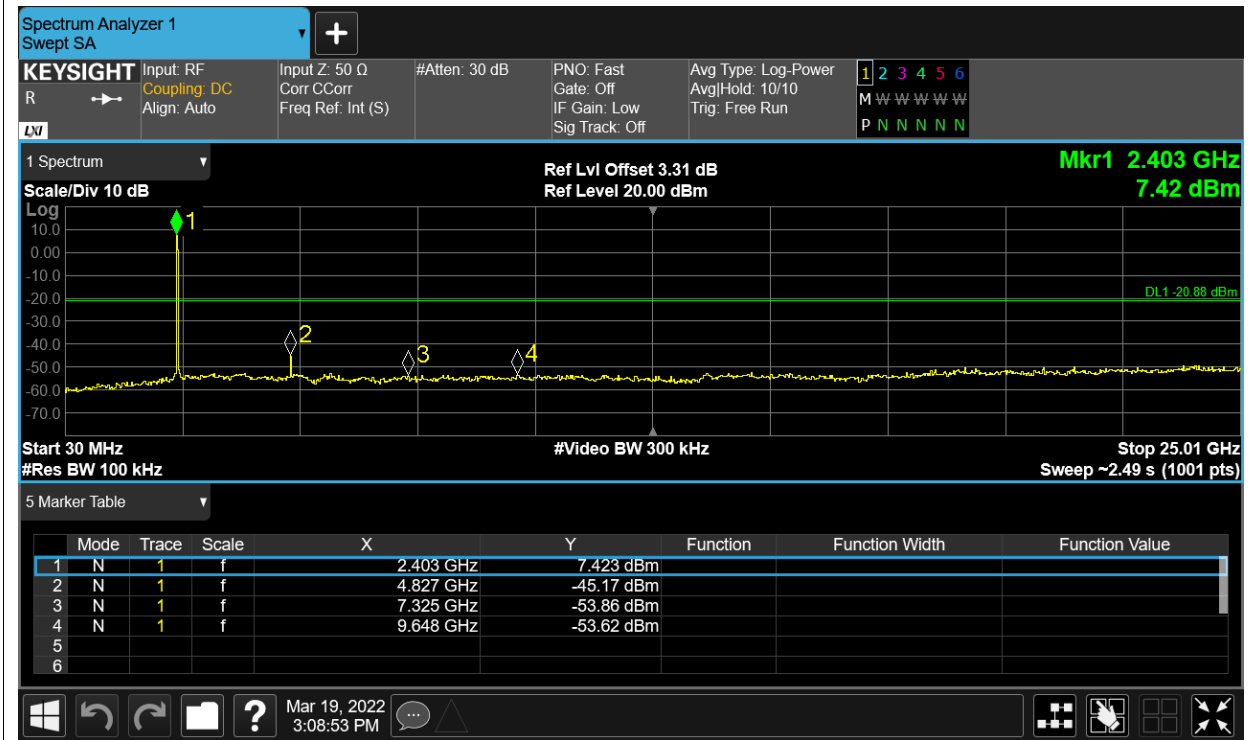 Spectrum Analyzer 1
Swept SA
+
KEYSIGHT
R
LXI
Input: RF
Coupling: DC
Align: Auto
Input Z: 50 Ω
Corr CCorr
Freq Ref: Int (S)
#Atten: 30 dB
PNO: Fast
Gate: Off
IF Gain: Low
Sig Track: Off
Avg Type: Log-Power
Avg|Hold: 10/10
Trig: Free Run
1 2 3 4 5 6
M W W W W W
P N N N N N
1 Spectrum
Scale/Div 10 dB
Ref Lvl Offset 3.31 dB
Ref Level 20.00 dBm
Mkr1 2.403 GHz
7.42 dBm
Log
10.0
0.00
-10.0
-20.0
-30.0
-40.0
-50.0
-60.0
-70.0
1
2
3
4
DL1 -20.88 dBm
Start 30 MHz
#Res BW 100 kHz
#Video BW 300 kHz
Stop 25.01 GHz
Sweep ~2.49 s (1001 pts)
5 Marker Table
Mode Trace Scale X Y Function Function Width Function Value
1 N 1 f 2.403 GHz 7.423 dBm
2 N 1 f 4.827 GHz -45.17 dBm
3 N 1 f 7.325 GHz -53.86 dBm
4 N 1 f 9.648 GHz -53.62 dBm
5
6
?
Mar 19, 2022
3:08:53 PM